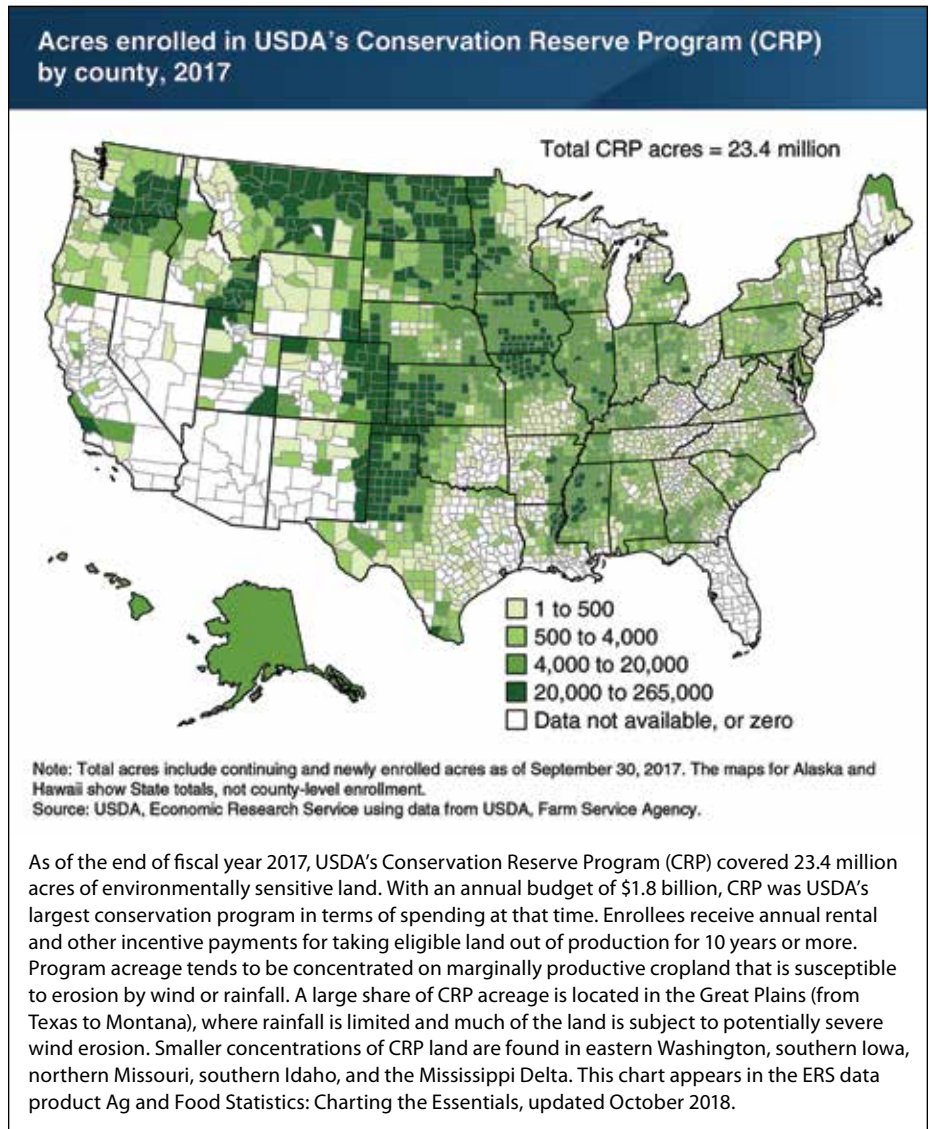 Acres enrolled in USDA's Conservation Reserve Program (CRP)
by county, 2017
Total CRP acres = 23.4 million
1 to 500
500 to 4,000
4,000 to 20,000
20,000 to 265,000
Data not available, or zero
Note: Total acres include continuing and newly enrolled acres as of September 30, 2017. The maps for Alaska and
Hawaii show State totals, not county-level enrollment.
Source: USDA, Economic Research Service using data from USDA, Farm Service Agency.
As of the end of fiscal year 2017, USDA's Conservation Reserve Program (CRP) covered 23.4 million
acres of environmentally sensitive land. With an annual budget of $1.8 billion, CRP was USDA's
largest conservation program in terms of spending at that time. Enrollees receive annual rental
and other incentive payments for taking eligible land out of production for 10 years or more.
Program acreage tends to be concentrated on marginally productive cropland that is susceptible
to erosion by wind or rainfall. A large share of CRP acreage is located in the Great Plains (from
Texas to Montana), where rainfall is limited and much of the land is subject to potentially severe
wind erosion. Smaller concentrations of CRP land are found in eastern Washington, southern Iowa,
northern Missouri, southern Idaho, and the Mississippi Delta. This chart appears in the ERS data
product Ag and Food Statistics: Charting the Essentials, updated October 2018.